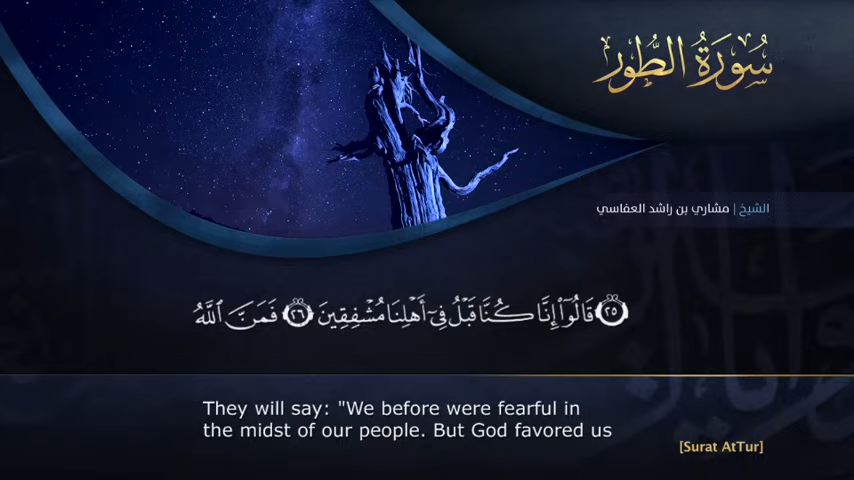 سُورَةُ الطُّور
الشيخ | مشاري بن راشد العفاسي
٢٥ قَالُوٓا۟ إِنَّا كُنَّا قَبْلُ فِىٓ أَهْلِنَا مُشْفِقِينَ ٢٦ فَمَنَّ ٱللَّهُ
They will say: "We before were fearful in
the midst of our people. But God favored us
[Surat AtTur]